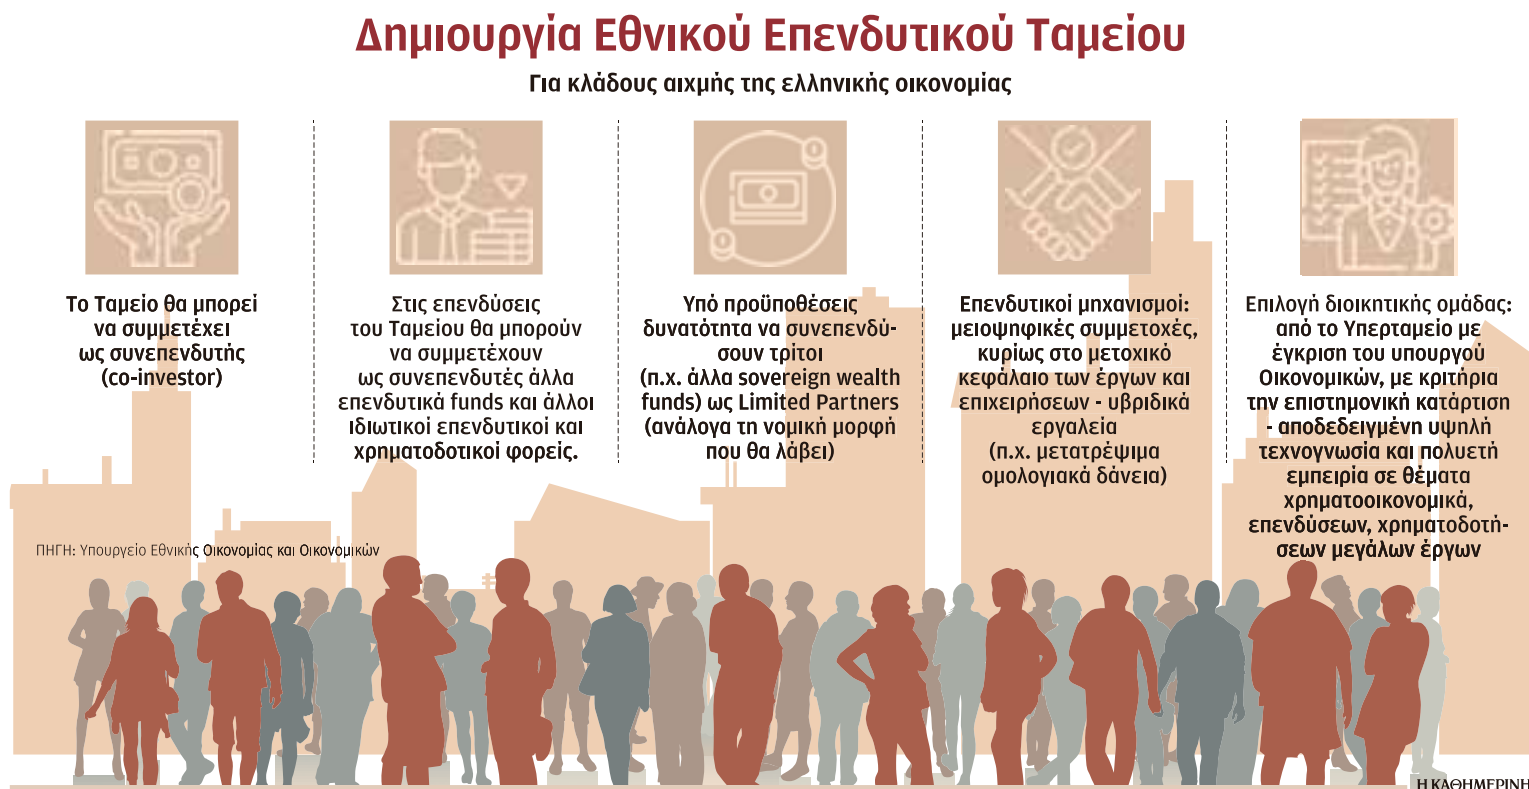 Δημιουργία Εθνικού Επενδυτικού Ταμείου
Για κλάδους αιχμής της ελληνικής οικονομίας
Το Ταμείο θα μπορεί
να συμμετέχει
ως συνεπενδυτής
(co-investor)
Στις επενδύσεις
του Ταμείου θα μπορούν
να συμμετέχουν
ως συνεπενδυτές άλλα
επενδυτικά funds και άλλοι
ιδιωτικοί επενδυτικοί και
χρηματοδοτικοί φορείς.
Υπό προϋποθέσεις
δυνατότητα να συνεπενδύ-
σουν τρίτοι
(π.χ. άλλα sovereign wealth
funds) ως Limited Partners
(ανάλογα τη νομική μορφή
που θα λάβει)
Επενδυτικοί μηχανισμοί:
μειοψηφικές συμμετοχές,
κυρίως στο μετοχικό
κεφάλαιο των έργων και
επιχειρήσεων - υβριδικά
εργαλεία
(π.χ. μετατρέψιμα
ομολογιακά δάνεια)
Επιλογή διοικητικής ομάδας:
από το Υπερταμείο με
έγκριση του υπουργού
Οικονομικών, με κριτήρια
την επιστημονική κατάρτιση
- αποδεδειγμένη υψηλή
τεχνογνωσία και πολυετή
εμπειρία σε θέματα
χρηματοοικονομικά,
επενδύσεων, χρηματοδοτή-
σεων μεγάλων έργων
ΠΗΓΗ: Υπουργείο Εθνικής Οικονομίας και Οικονομικών
Η ΚΑΘΗΜΕΡΙΝΗ